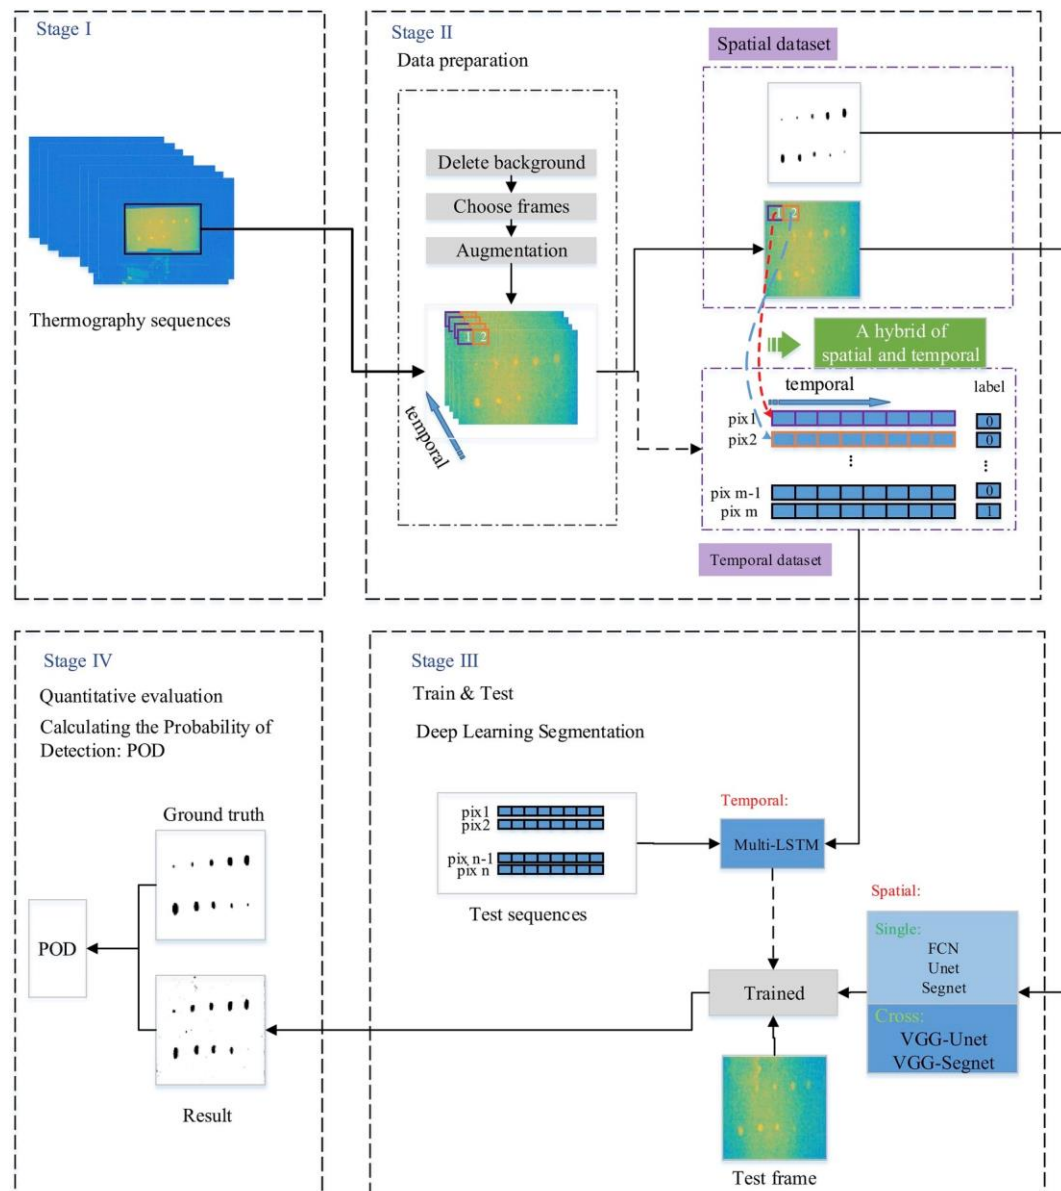 Stage I
Thermography sequences
Stage II
Data preparation
Delete background
Choose frames
Augmentation
1 2
temporal
Spatial dataset
1 2
A hybrid of
spatial and temporal
temporal
label
pix1
0
pix2
0
...
...
pix m-1
0
pix m
1
Temporal dataset
Stage III
Train & Test
Deep Learning Segmentation
pix1
pix2
pix n-1
pix n
Test sequences
Temporal:
Multi-LSTM
Spatial:
Single:
FCN
Unet
Segnet
Cross:
VGG-Unet
VGG-Segnet
Trained
Test frame
Stage IV
Quantitative evaluation
Calculating the Probability of
Detection: POD
Ground truth
POD
Result